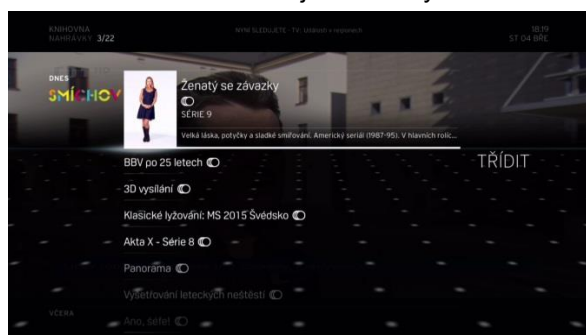 KNIHOVNA
NAHRÁVKY 3/22
NYNÍ SLEDUJETE · TV: Události v regionech
18:19
ST 04 BŘE
DNES
SMÍCHOV
Ženatý se závazky
SÉRIE 9
Velká láska, potyčky a sladké smiřování. Americký seriál (1987-95). V hlavních rolíc...
TŘÍDIT
BBV po 25 letech
3D vysílání
Klasické lyžování: MS 2015 Švédsko
Akta X - Série 8
Panorama
Vyšetřování leteckých neštěstí
VČERA
Ano, šéfe!